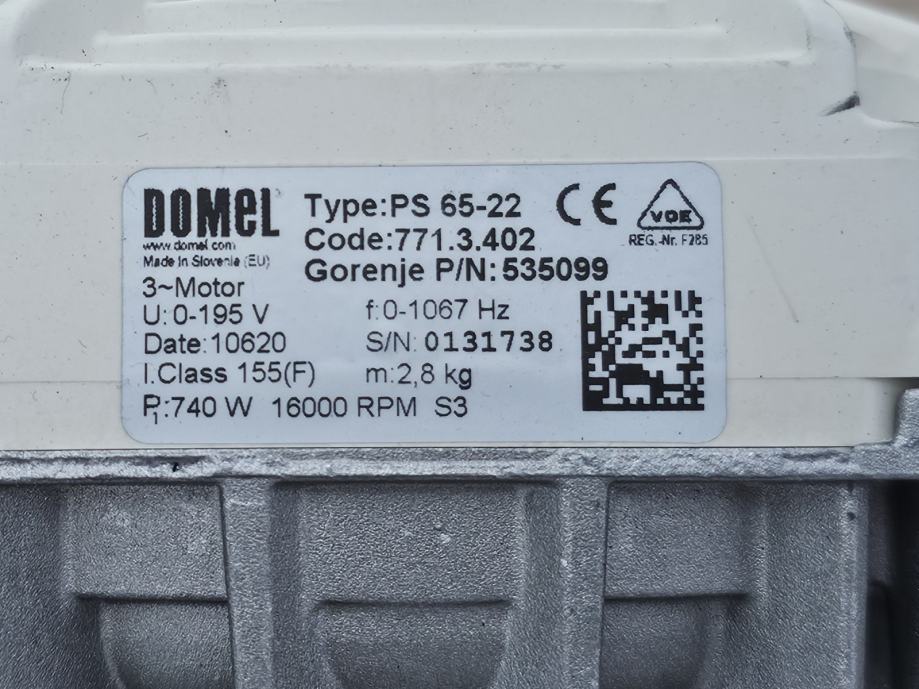 DOMEL
www.domel.com
Made in Slovenia (EU)
Type:PS 65-22
Code:771.3.402
Gorenje P/N:535099
CE
VDE
REG.-Nr. F285
3~Motor
U:0-195 V f:0-1067 Hz
Date:10620 S/N:0131738
I.Class 155(F) m:2,8 kg
P1:740 W 16000 RPM S3